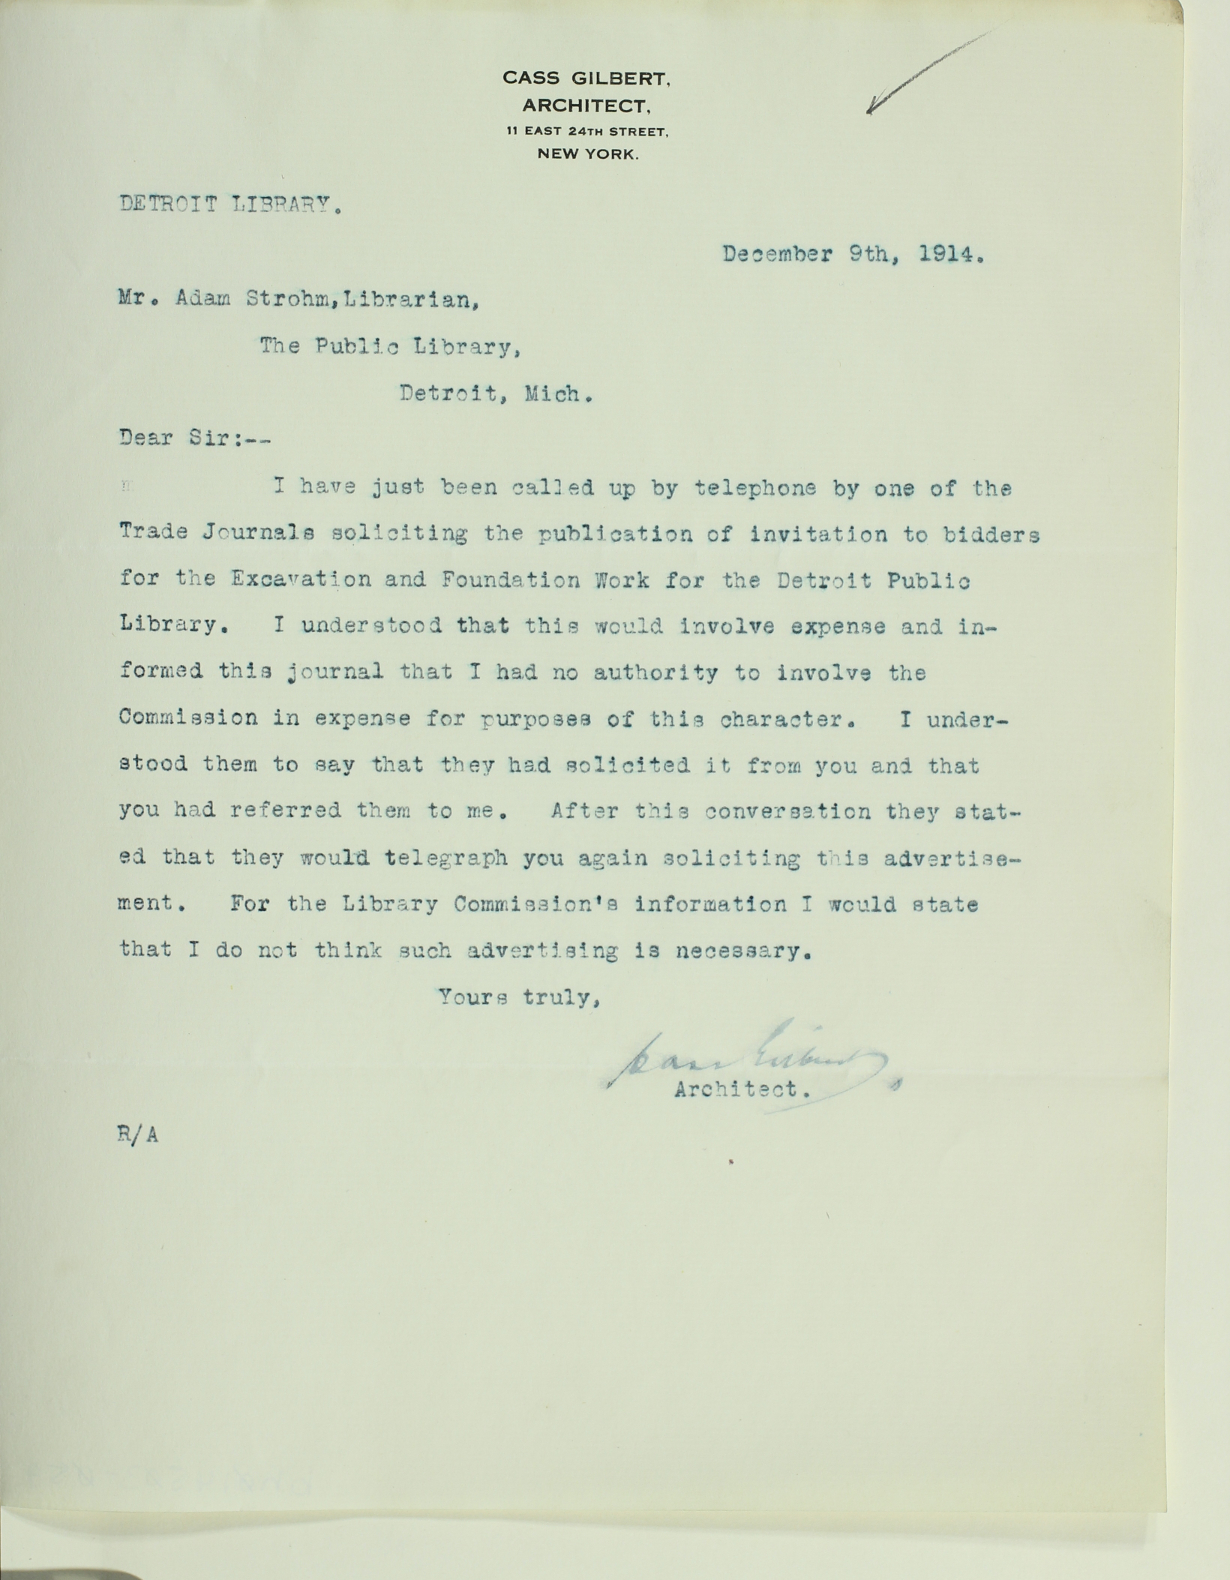 CASS GILBERT,
ARCHITECT,
11 EAST 24TH STREET,
NEW YORK.
DETROIT LIBRARY.
December 9th, 1914.
Mr. Adam Strohm,Librarian,
The Public Library,
Detroit, Mich.
Dear Sir:--
I have just been called up by telephone by one of the
Trade Journals soliciting the publication of invitation to bidders
for the Excavation and Foundation Work for the Detroit Public
Library. I understood that this would involve expense and in-
formed this journal that I had no authority to involve the
Commission in expense for purposes of this character. I under-
stood them to say that they had solicited it from you and that
you had referred them to me. After this conversation they stat-
ed that they would telegraph you again soliciting this advertise-
ment. For the Library Commission's information I would state
that I do not think such advertising is necessary.
Yours truly,
Cass Gilbert
Architect.
R/A